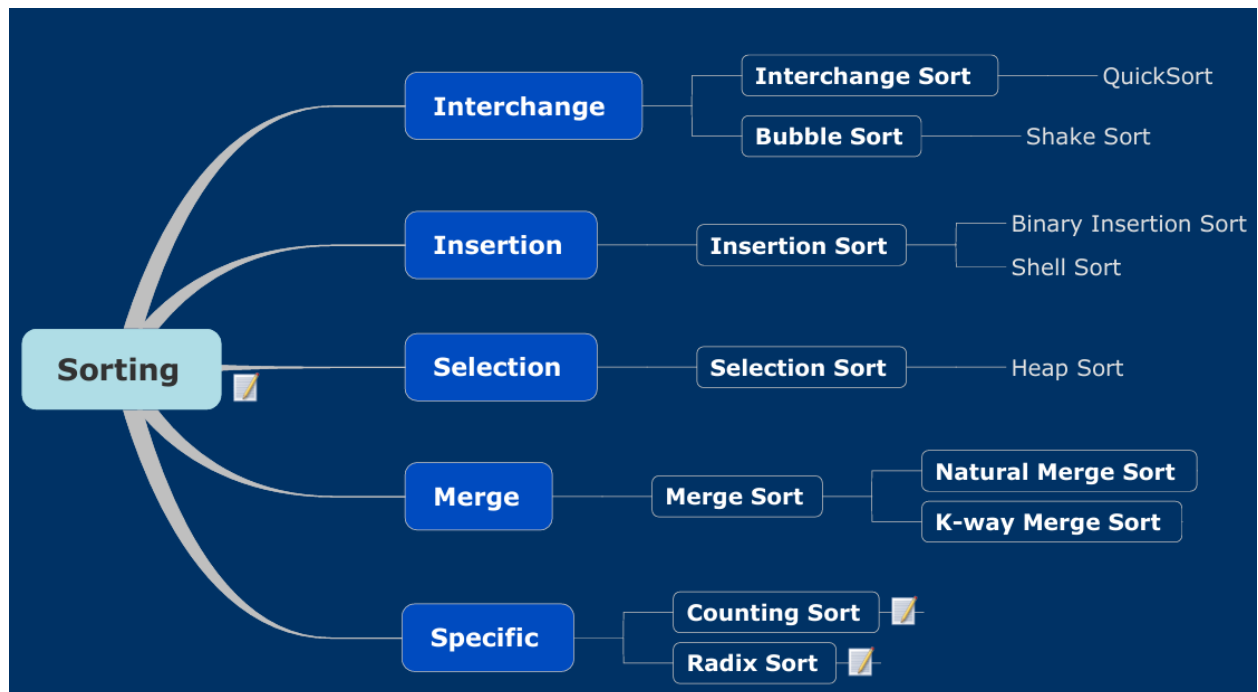 Sorting
Interchange
Interchange Sort
QuickSort
Bubble Sort
Shake Sort
Insertion
Insertion Sort
Binary Insertion Sort
Shell Sort
Selection
Selection Sort
Heap Sort
Merge
Merge Sort
Natural Merge Sort
K-way Merge Sort
Specific
Counting Sort
Radix Sort